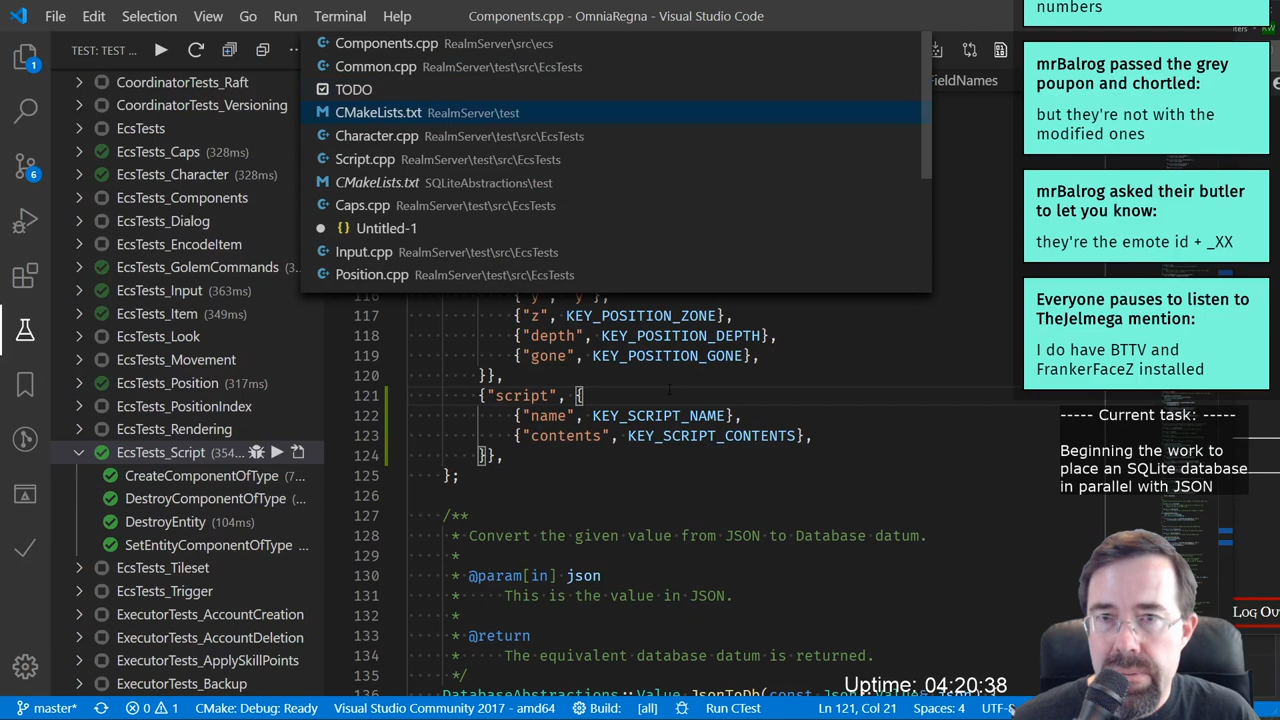 File Edit Selection View Go Run Terminal Help
Components.cpp - OmniaRegna - Visual Studio Code
TEST: TEST ...
CoordinatorTests_Raft
CoordinatorTests_Versioning
EcsTests
EcsTests_Caps (328ms)
EcsTests_Character (328ms)
EcsTests_Components
EcsTests_Dialog
EcsTests_EncodeItem
EcsTests_GolemCommands (3...
EcsTests_Input (363ms)
EcsTests_Item (349ms)
EcsTests_Look
EcsTests_Movement
EcsTests_Position (317ms)
EcsTests_PositionIndex
EcsTests_Rendering
EcsTests_Script (354...
CreateComponentOfType (7...
DestroyComponentOfType (...
DestroyEntity (104ms)
SetEntityComponentOfType ...
EcsTests_Tileset
EcsTests_Trigger
ExecutorTests_AccountCreation
ExecutorTests_AccountDeletion
ExecutorTests_ApplySkillPoints
ExecutorTests_Backup
Components.cpp RealmServer\src\ecs
Common.cpp RealmServer\test\src\EcsTests
TODO
CMakeLists.txt RealmServer\test
Character.cpp RealmServer\test\src\EcsTests
Script.cpp RealmServer\test\src\EcsTests
CMakeLists.txt SQLiteAbstractions\test
Caps.cpp RealmServer\test\src\EcsTests
{} Untitled-1
Input.cpp RealmServer\test\src\EcsTests
Position.cpp RealmServer\test\src\EcsTests
ieldNames
116 {"y", "y"},
117 {"z", KEY_POSITION_ZONE},
118 {"depth", KEY_POSITION_DEPTH},
119 {"gone", KEY_POSITION_GONE},
120 }},
121 {"script", {
122 {"name", KEY_SCRIPT_NAME},
123 {"contents", KEY_SCRIPT_CONTENTS},
124 }},
125 };
126
127 /**
128 * Convert the given value from JSON to Database datum.
129 *
130 * @param[in] json
131 * This is the value in JSON.
132 *
133 * @return
134 * The equivalent database datum is returned.
135 */
136 DatabaseAbstractions::Value JsonToDb(const Json::Value& json) {
numbers
mrBalrog passed the grey
poupon and chortled:
but they're not with the
modified ones
mrBalrog asked their butler
to let you know:
they're the emote id + _XX
Everyone pauses to listen to
TheJelmega mention:
I do have BTTV and
FrankerFaceZ installed
----- Current task: -----
Beginning the work to
place an SQLite database
in parallel with JSON
Log Ou
Uptime: 04:20:38
master* 0 1 CMake: Debug: Ready Visual Studio Community 2017 - amd64 Build: [all] Run CTest Ln 121, Col 21 Spaces: 4 UTF-8
1
6